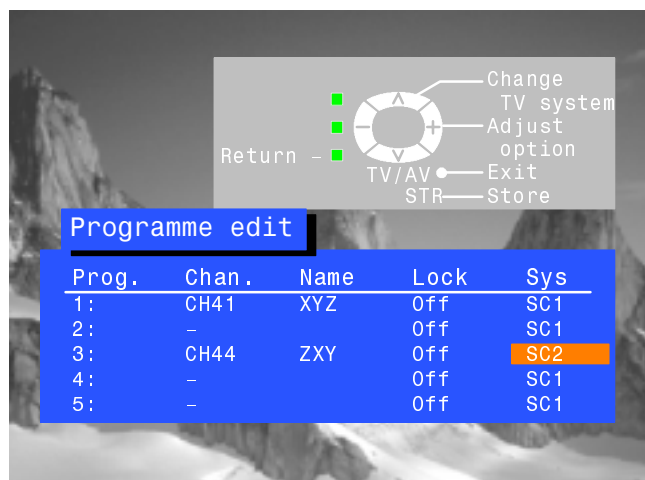 Change
TV system
Adjust
option
Return –
TV/AV
Exit
STR
Store
Programme edit
Prog. Chan. Name Lock Sys
1: CH41 XYZ Off SC1
2: – Off SC1
3: CH44 ZXY Off SC2
4: – Off SC1
5: – Off SC1